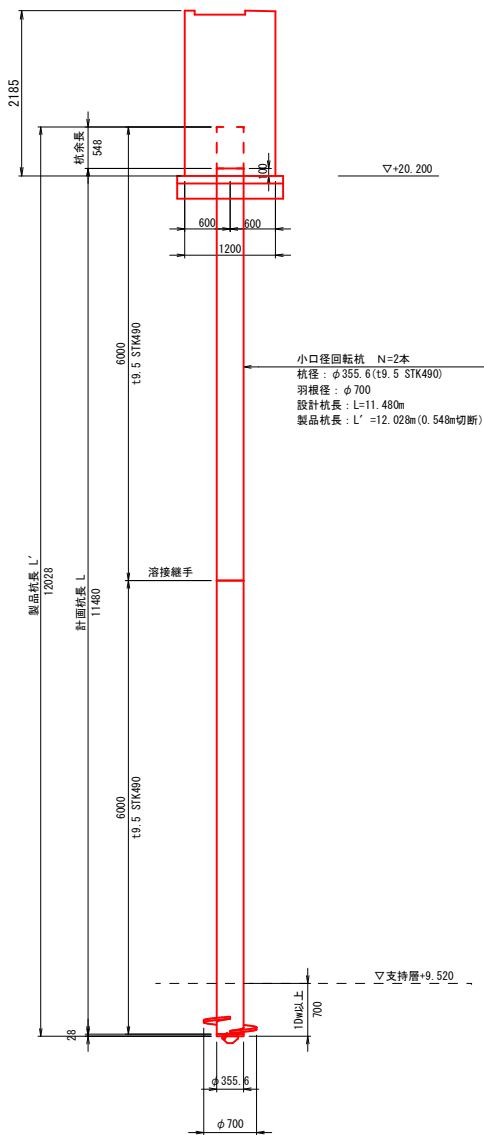 2185
杭余長
548
100
▽+20.200
600
600
1200
6000
t9.5 STK490
小口径回転杭 N=2本
杭径：φ355.6(t9.5 STK490)
羽根径：φ700
設計杭長：L=11.480m
製品杭長：L´=12.028m(0.548m切断)
溶接継手
製品杭長 L´
12028
計画杭長 L
11480
6000
t9.5 STK490
▽支持層+9.520
1Dw以上
700
28
φ355.6
φ700